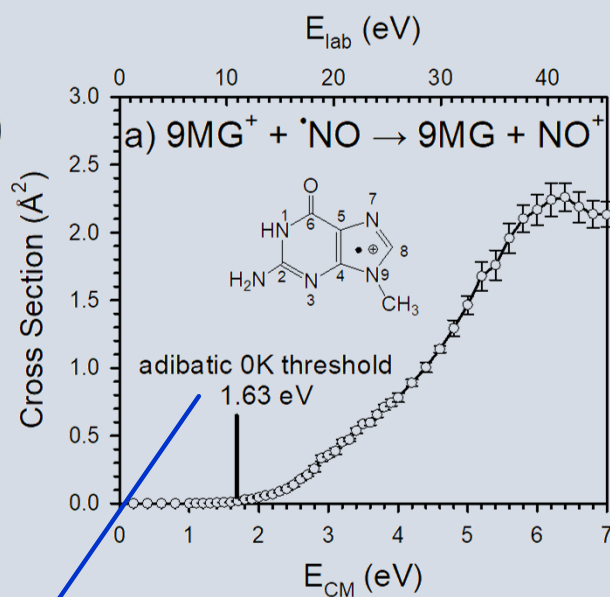 E_lab (eV)
0 10 20 30 40
a) 9MG⁺ + •NO → 9MG + NO⁺
3.0
2.5
2.0
1.5
1.0
0.5
0.0
Cross Section (Å²)
O
1 6 5 7
HN N
8
H₂N 2 N 3 4 N 9
CH₃
• ⊕
adibatic 0K threshold
1.63 eV
0 1 2 3 4 5 6 7
E_CM (eV)